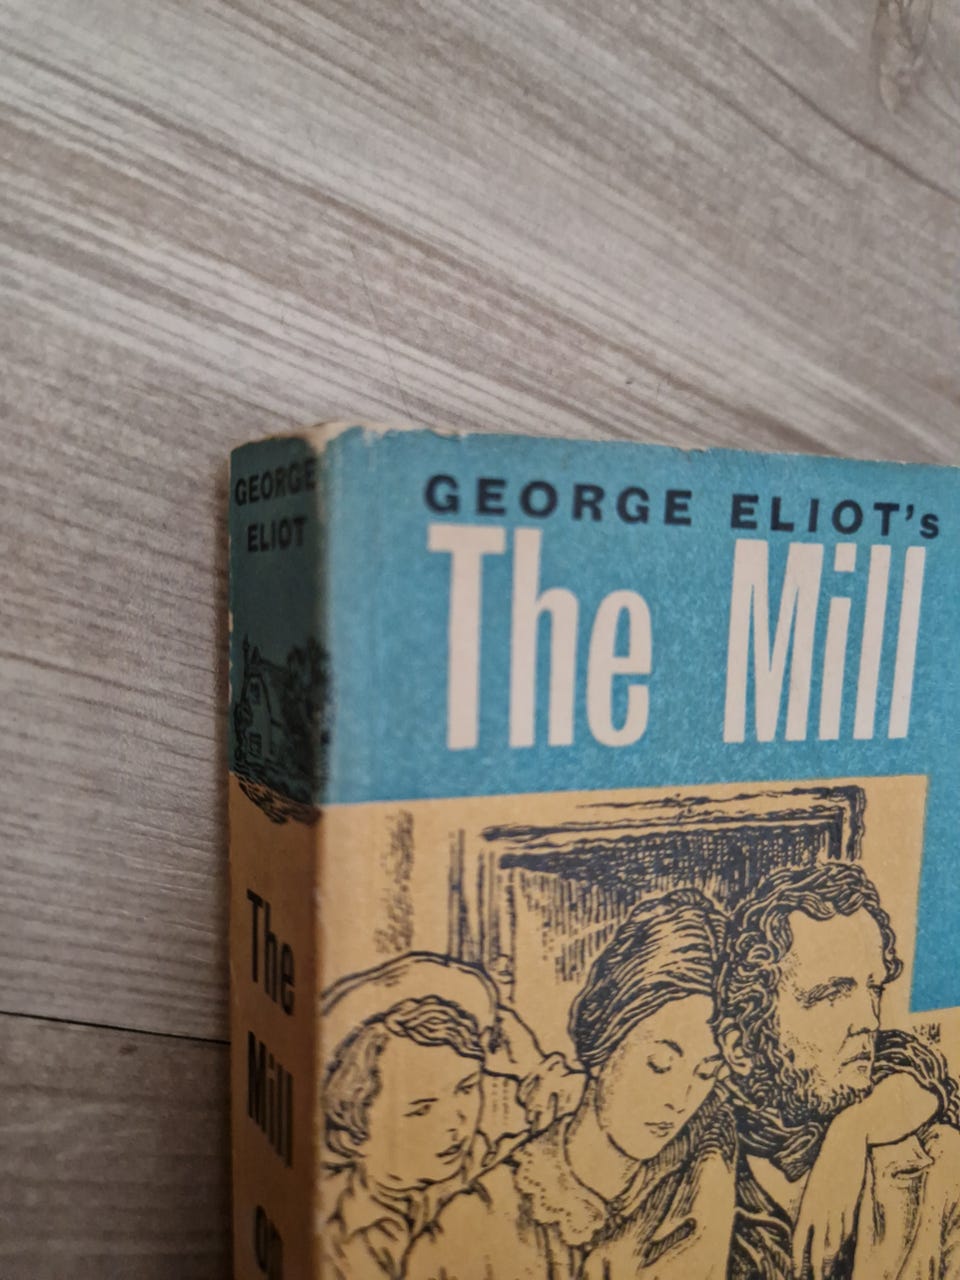 GEORGE
ELIOT
The Mill on
GEORGE ELIOT's
The Mill